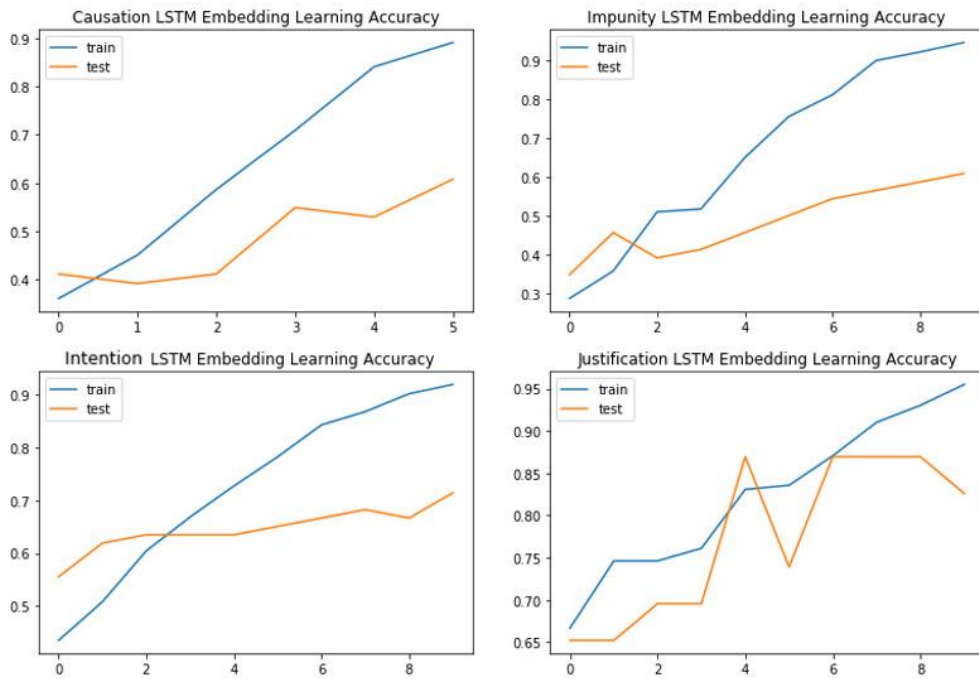 Causation LSTM Embedding Learning Accuracy
train
test
0.9
0.8
0.7
0.6
0.5
0.4
0 1 2 3 4 5
Impunity LSTM Embedding Learning Accuracy
train
test
0.9
0.8
0.7
0.6
0.5
0.4
0.3
0 2 4 6 8
Intention LSTM Embedding Learning Accuracy
train
test
0.9
0.8
0.7
0.6
0.5
0 2 4 6 8
Justification LSTM Embedding Learning Accuracy
train
test
0.95
0.90
0.85
0.80
0.75
0.70
0.65
0 2 4 6 8